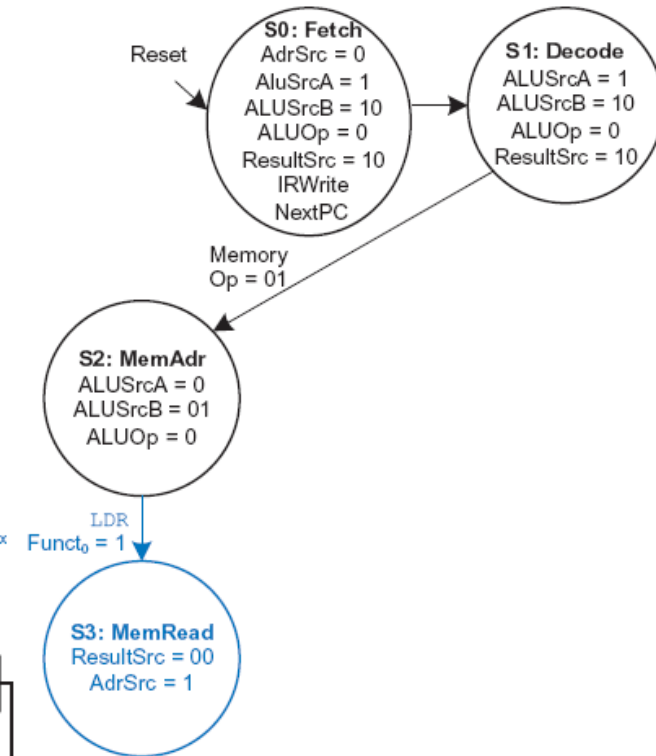 Reset
S0: Fetch
AdrSrc = 0
AluSrcA = 1
ALUSrcB = 10
ALUOp = 0
ResultSrc = 10
IRWrite
NextPC
S1: Decode
ALUSrcA = 1
ALUSrcB = 10
ALUOp = 0
ResultSrc = 10
Memory
Op = 01
S2: MemAdr
ALUSrcA = 0
ALUSrcB = 01
ALUOp = 0
LDR
x Funct₀ = 1
S3: MemRead
ResultSrc = 00
AdrSrc = 1